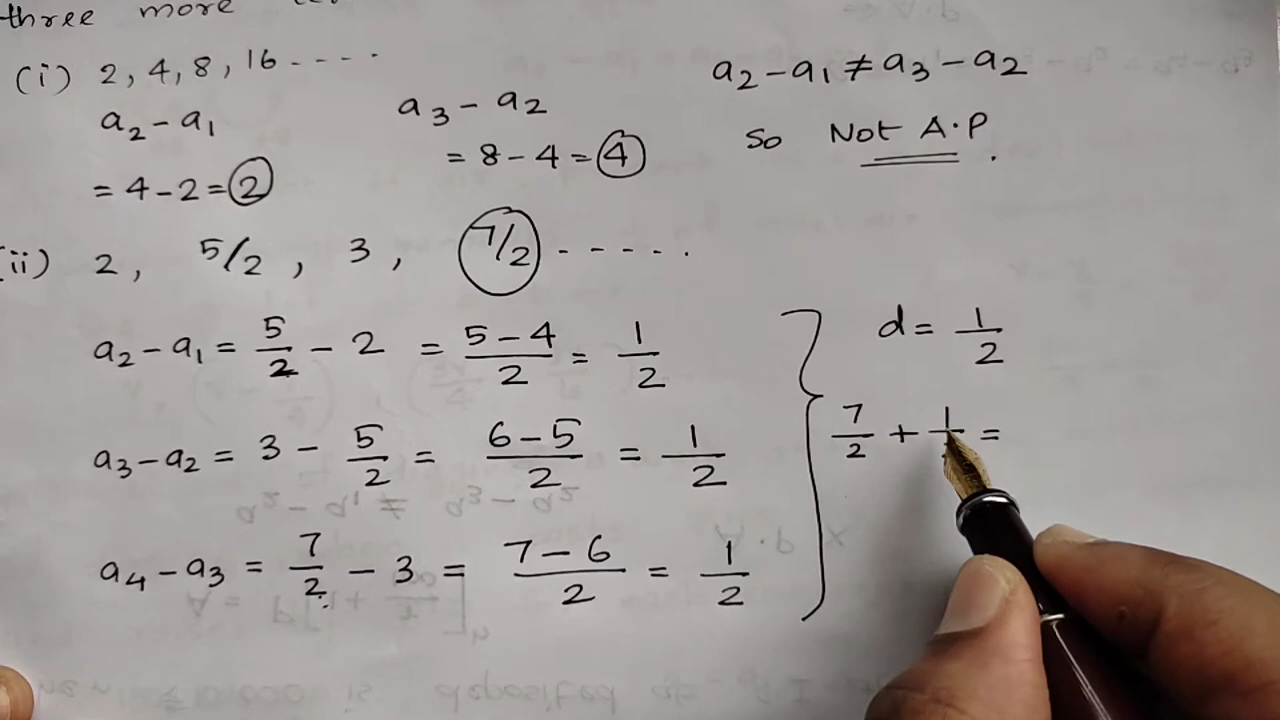 three more
(i) 2, 4, 8, 16 - - - -
a₂ - a₁
= 4 - 2 = 2
a₃ - a₂
= 8 - 4 = 4
a₂ - a₁ ≠ a₃ - a₂
So Not A.P.
(ii) 2, 5/2, 3, 7/2 - - - - - .
a₂ - a₁ = 5/2 - 2 = (5 - 4)/2 = 1/2
a₃ - a₂ = 3 - 5/2 = (6 - 5)/2 = 1/2
a₄ - a₃ = 7/2 - 3 = (7 - 6)/2 = 1/2
d = 1/2
7/2 + 1/2 =